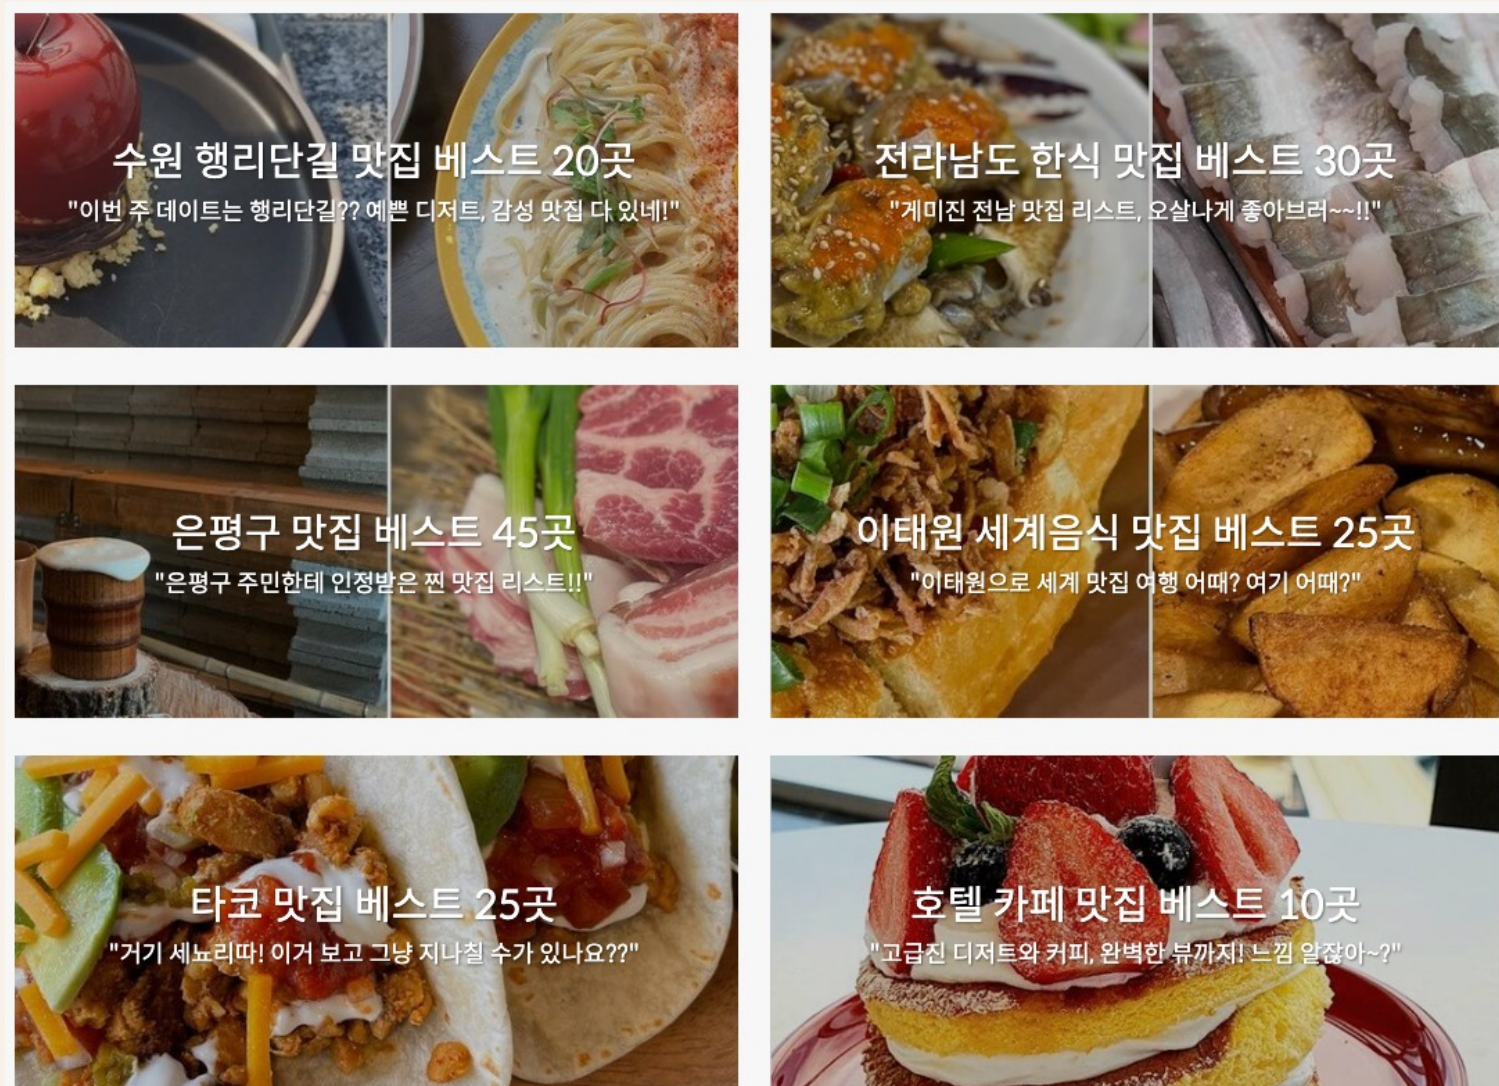 수원 행리단길 맛집 베스트 20곳
"이번 주 데이트는 행리단길?? 예쁜 디저트, 감성 맛집 다 있네!"
전라남도 한식 맛집 베스트 30곳
"게미진 전남 맛집 리스트, 오살나게 좋아브러~~!!"
은평구 맛집 베스트 45곳
"은평구 주민한테 인정받은 찐 맛집 리스트!!"
이태원 세계음식 맛집 베스트 25곳
"이태원으로 세계 맛집 여행 어때? 여기 어때?"
타코 맛집 베스트 25곳
"거기 세뇨리따! 이거 보고 그냥 지나칠 수가 있나요??"
호텔 카페 맛집 베스트 10곳
"고급진 디저트와 커피, 완벽한 뷰까지! 느낌 알잖아~?"